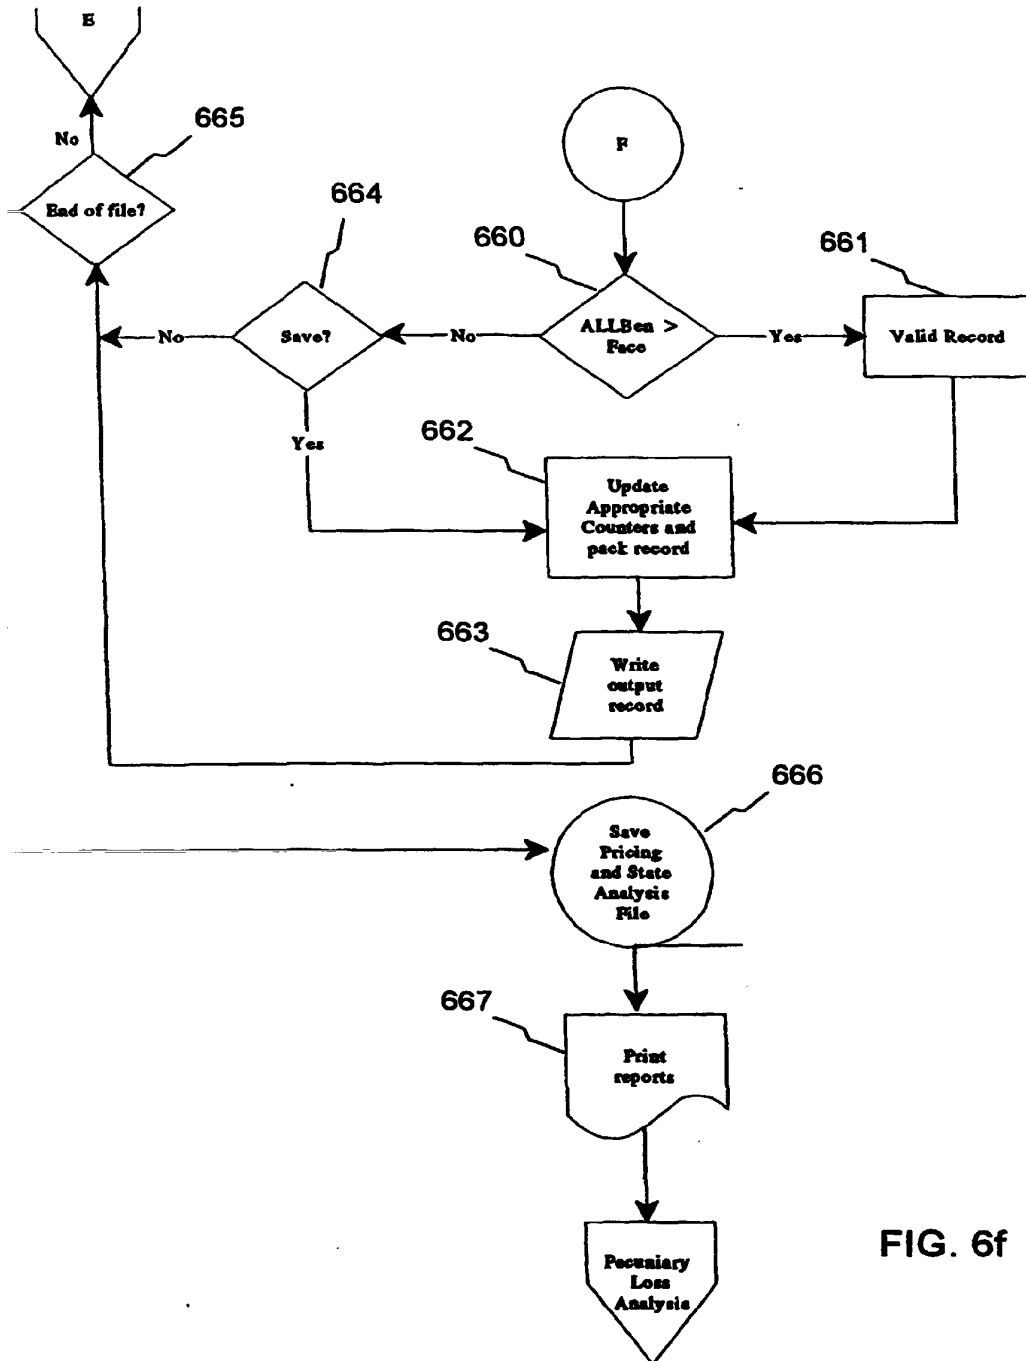 E
665
No
End of file?
F
664
660
661
ALLBen >
Face
Yes
Valid Record
No
Save?
No
Yes
662
Update
Appropriate
Counters and
pack record
663
Write
output
record
666
Save
Pricing
and State
Analysis
File
667
Print
reports
Pecuniary
Loss
Analysis
FIG. 6f